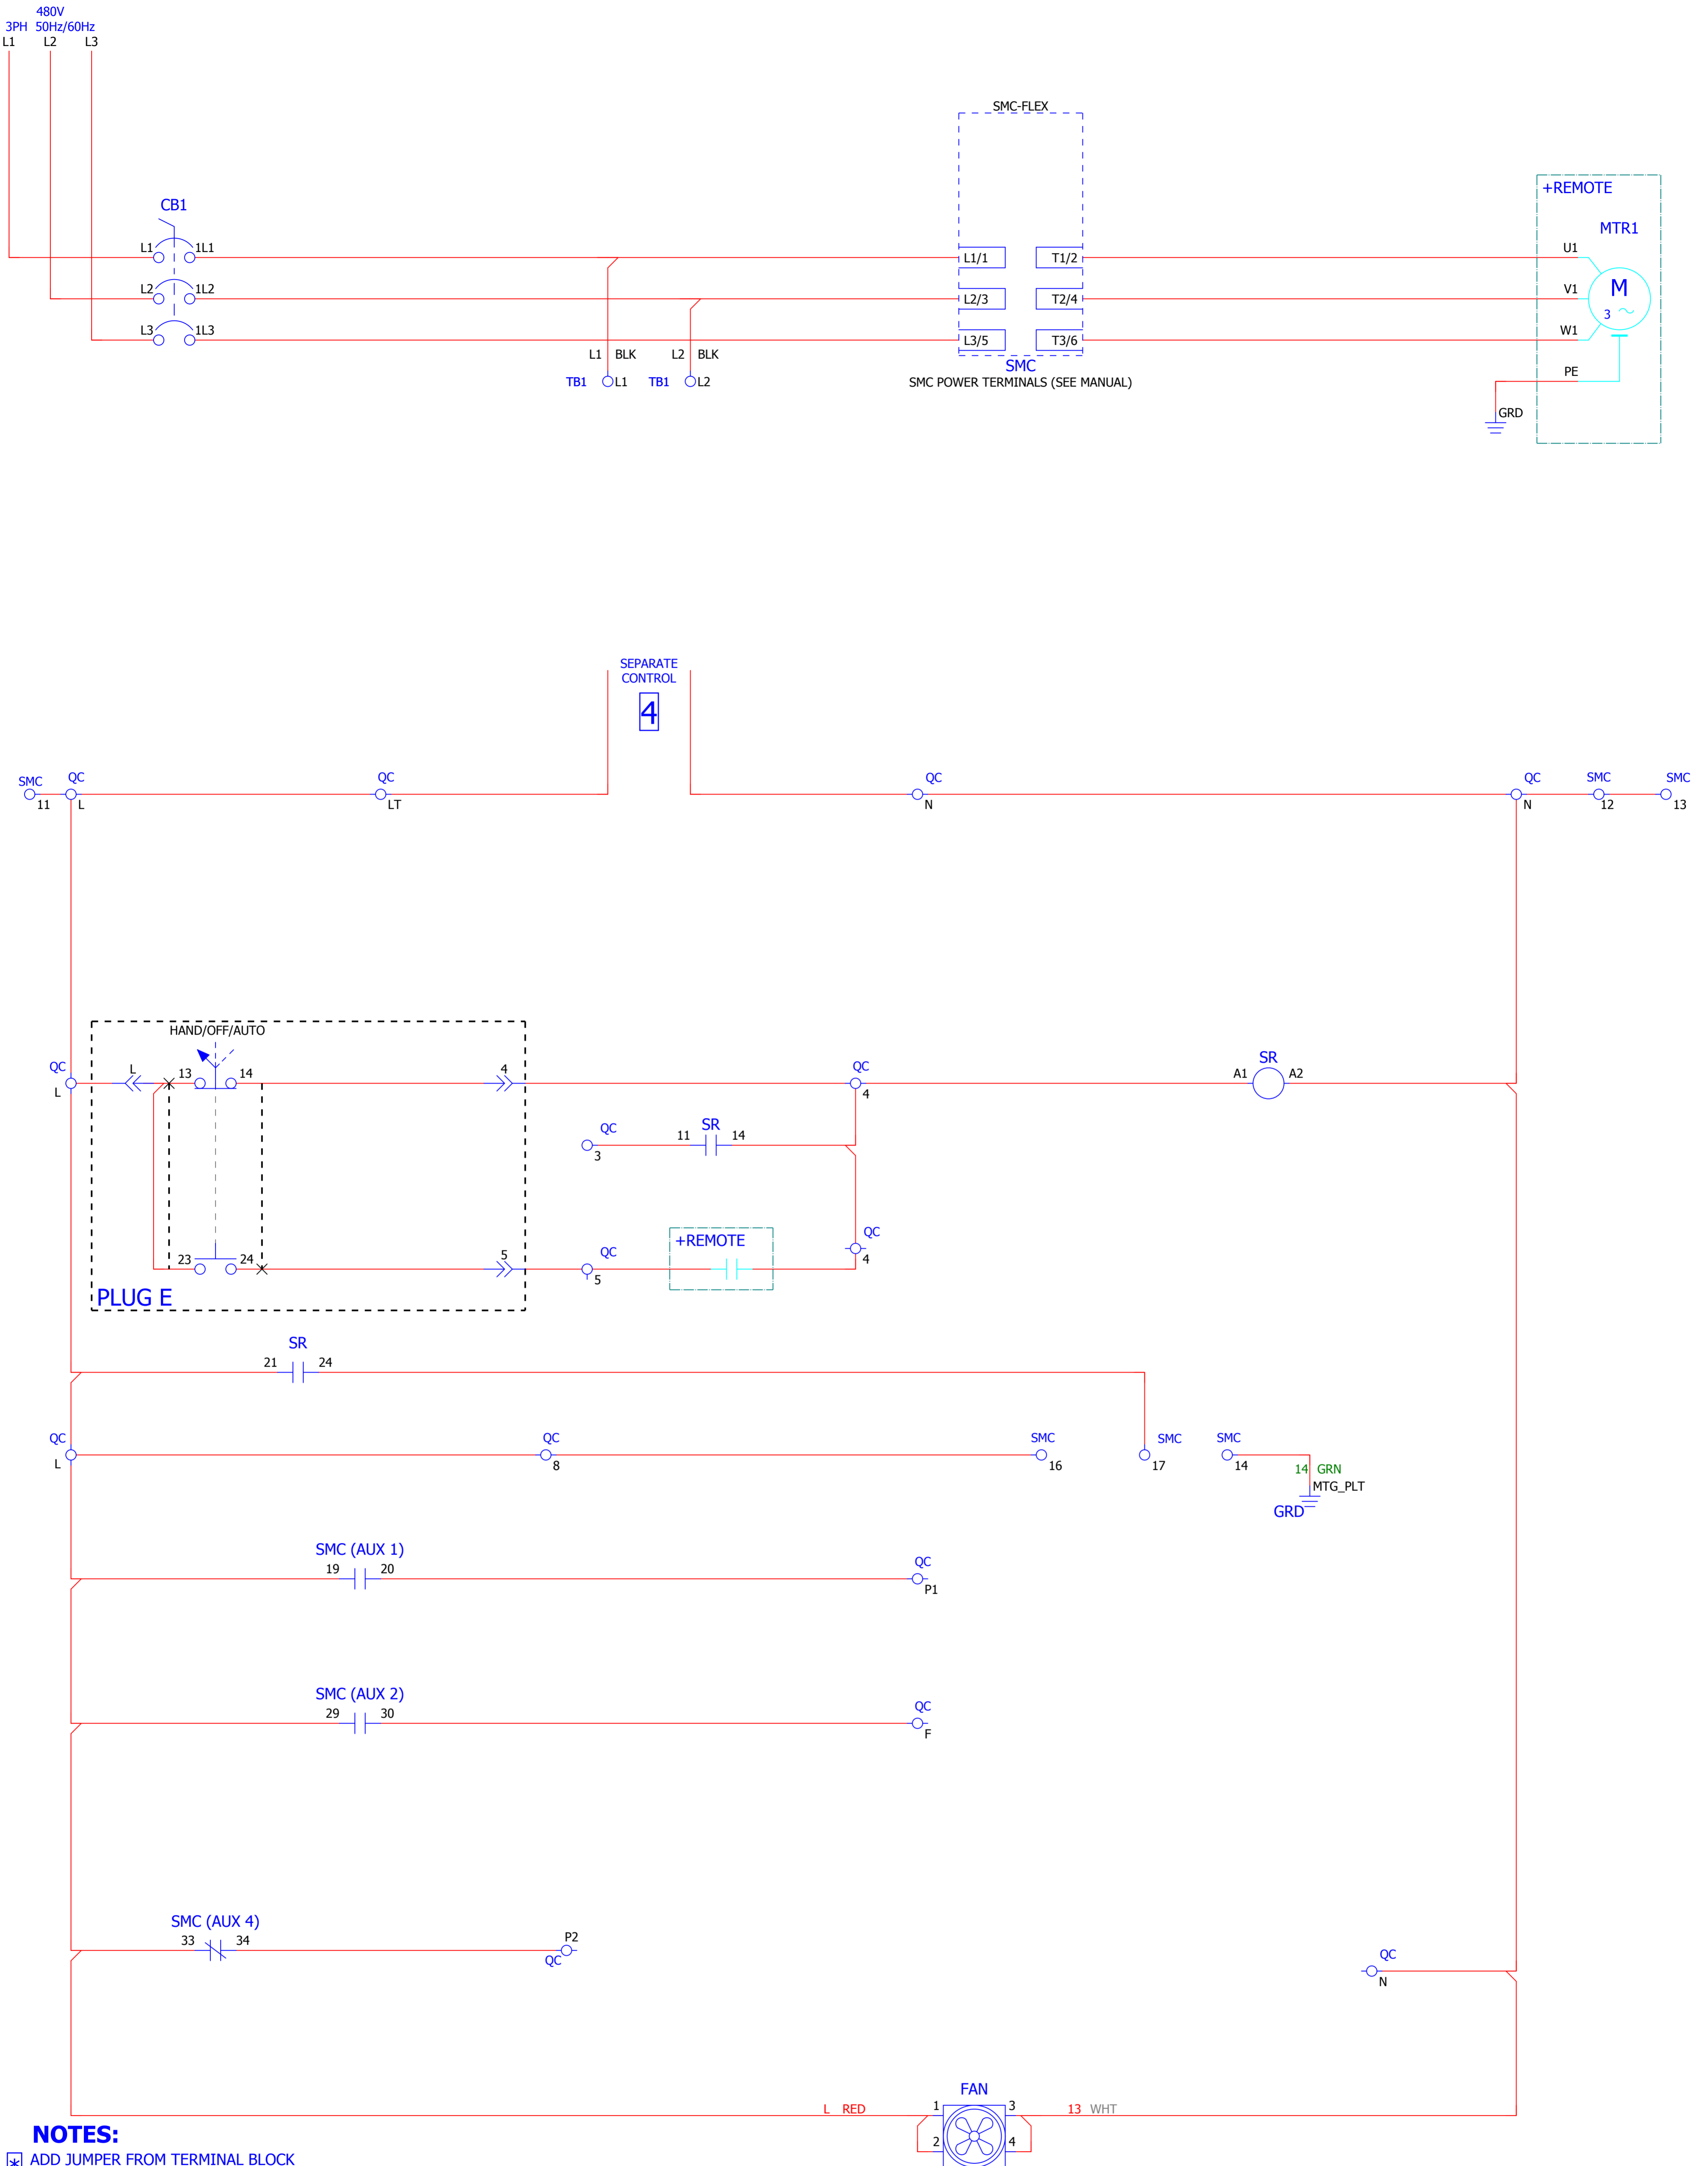 480V
3PH 50Hz/60Hz
L1 L2 L3
SMC-FLEX
+REMOTE
CB1
MTR1
L1 1L1
L1/1 T1/2
U1
L2 1L2
L2/3 T2/4
V1
M
3
L3 1L3
L3/5 T3/6
W1
L1 BLK L2 BLK
SMC
PE
TB1 L1 TB1 L2
SMC POWER TERMINALS (SEE MANUAL)
GRD
SEPARATE
CONTROL
4
SMC QC QC QC QC SMC SMC
11 L LT N N 12 13
HAND/OFF/AUTO
QC L 13 14 4 QC A1 SR A2
L 4
QC 11 SR 14
3
+REMOTE
QC
4
23 24 5 QC
5
PLUG E
SR
21 24
QC QC SMC SMC SMC
L 8 16 17 14
14 GRN
MTG_PLT
GRD
SMC (AUX 1)
19 20 QC
P1
SMC (AUX 2)
29 30 QC
F
SMC (AUX 4)
33 34 P2
QC
QC
N
FAN
L RED 1 3 13 WHT
2 4
NOTES:
* ADD JUMPER FROM TERMINAL BLOCK